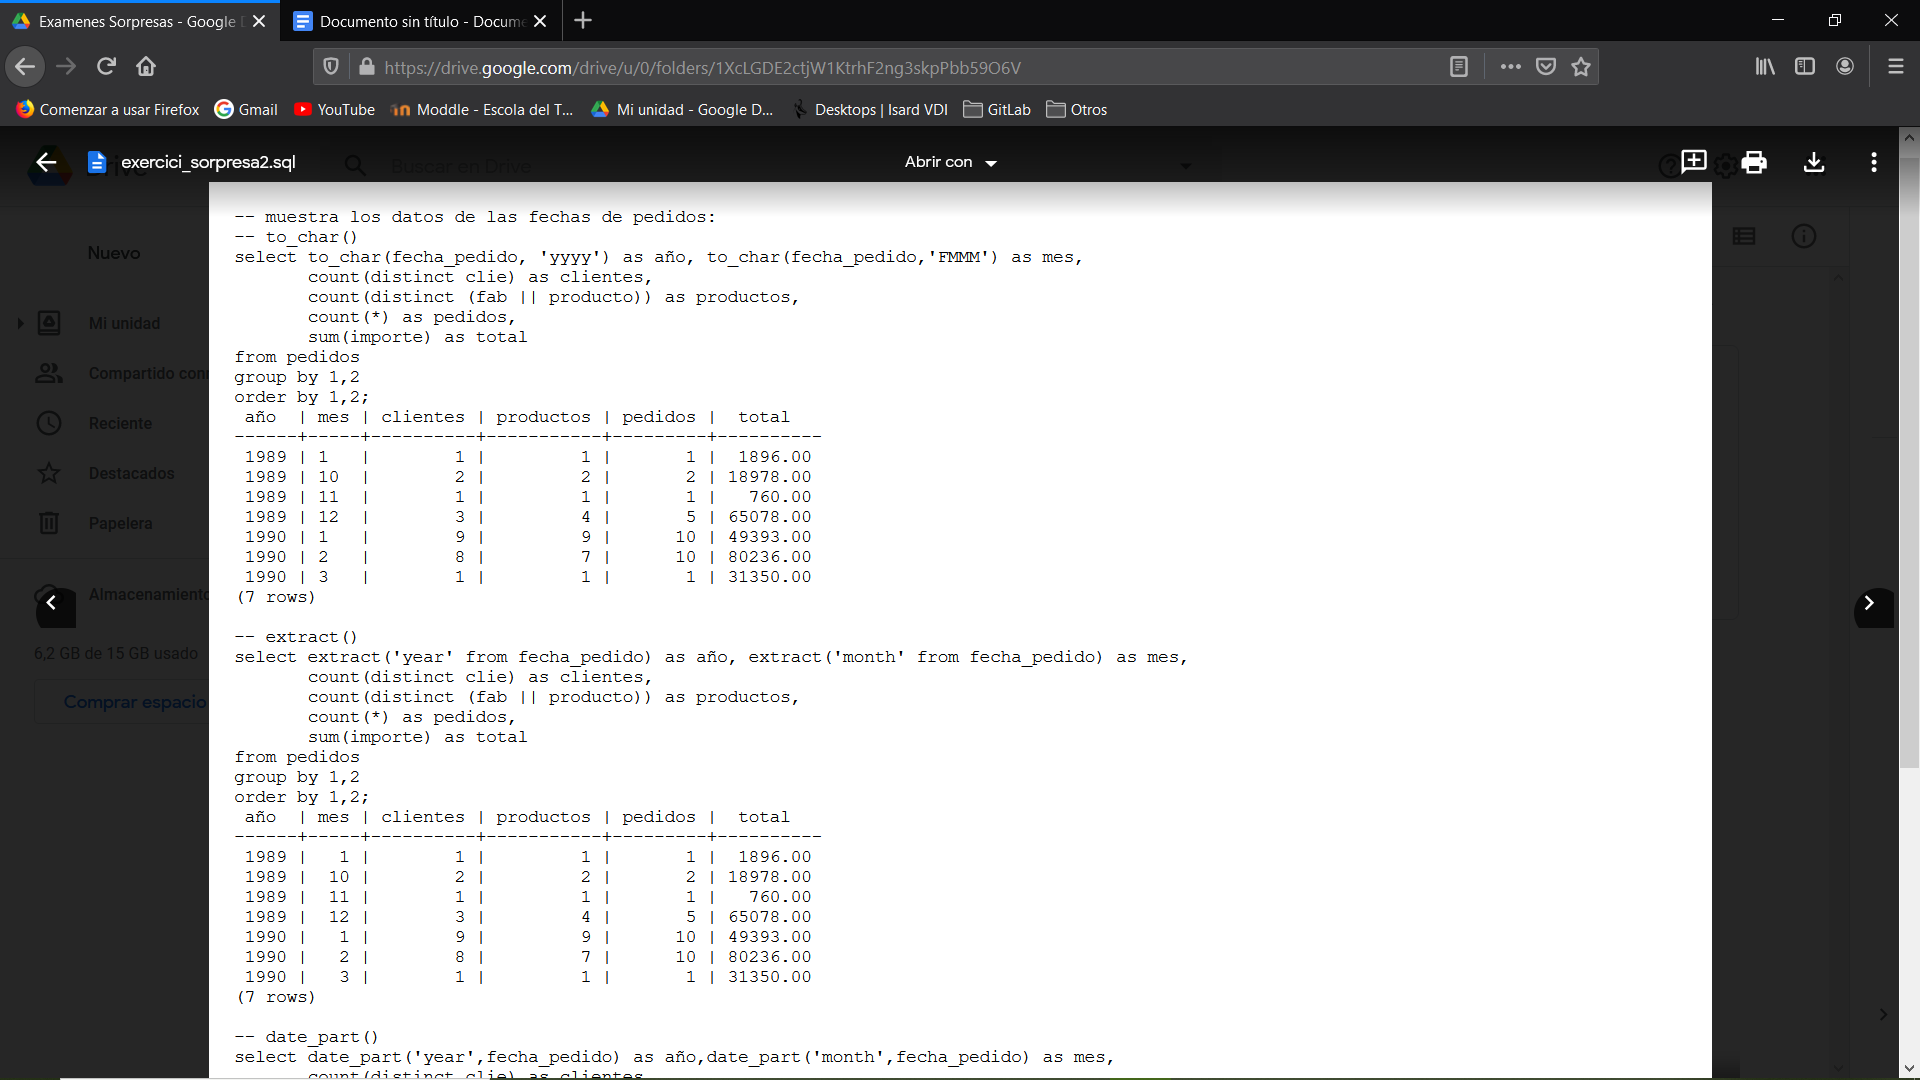 Examenes Sorpresas - Google D
Documento sin título - Docume
https://drive.google.com/drive/u/0/folders/1XcLGDE2ctjW1KtrhF2ng3skpPbb59O6V
Comenzar a usar Firefox
Gmail
YouTube
Moddle - Escola del T...
Mi unidad - Google D...
Desktops | Isard VDI
GitLab
Otros
exercici_sorpresa2.sql
Buscar en Drive
Abrir con
Nuevo
Mi unidad
Compartido con
Reciente
Destacados
Papelera
Almacenamiento
6,2 GB de 15 GB usado
Comprar espacio
-- muestra los datos de las fechas de pedidos:
-- to_char()
select to_char(fecha_pedido, 'yyyy') as año, to_char(fecha_pedido,'FMMM') as mes,
       count(distinct clie) as clientes,
       count(distinct (fab || producto)) as productos,
       count(*) as pedidos,
       sum(importe) as total
from pedidos
group by 1,2
order by 1,2;
 año  | mes | clientes | productos | pedidos |  total
------+-----+----------+-----------+---------+----------
 1989 | 1   |        1 |         1 |       1 |  1896.00
 1989 | 10  |        2 |         2 |       2 | 18978.00
 1989 | 11  |        1 |         1 |       1 |   760.00
 1989 | 12  |        3 |         4 |       5 | 65078.00
 1990 | 1   |        9 |         9 |      10 | 49393.00
 1990 | 2   |        8 |         7 |      10 | 80236.00
 1990 | 3   |        1 |         1 |       1 | 31350.00
(7 rows)
-- extract()
select extract('year' from fecha_pedido) as año, extract('month' from fecha_pedido) as mes,
       count(distinct clie) as clientes,
       count(distinct (fab || producto)) as productos,
       count(*) as pedidos,
       sum(importe) as total
from pedidos
group by 1,2
order by 1,2;
 año  | mes | clientes | productos | pedidos |  total
------+-----+----------+-----------+---------+----------
 1989 |   1 |        1 |         1 |       1 |  1896.00
 1989 |  10 |        2 |         2 |       2 | 18978.00
 1989 |  11 |        1 |         1 |       1 |   760.00
 1989 |  12 |        3 |         4 |       5 | 65078.00
 1990 |   1 |        9 |         9 |      10 | 49393.00
 1990 |   2 |        8 |         7 |      10 | 80236.00
 1990 |   3 |        1 |         1 |       1 | 31350.00
(7 rows)
-- date_part()
select date_part('year',fecha_pedido) as año,date_part('month',fecha_pedido) as mes,
       count(distinct clie) as clientes